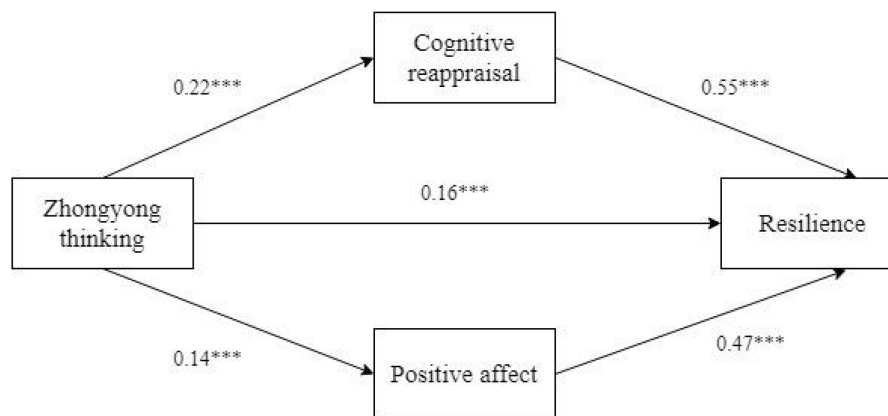 Cognitive
reappraisal
0.22***
0.55***
0.16***
Zhongyong
thinking
Resilience
0.14***
0.47***
Positive affect